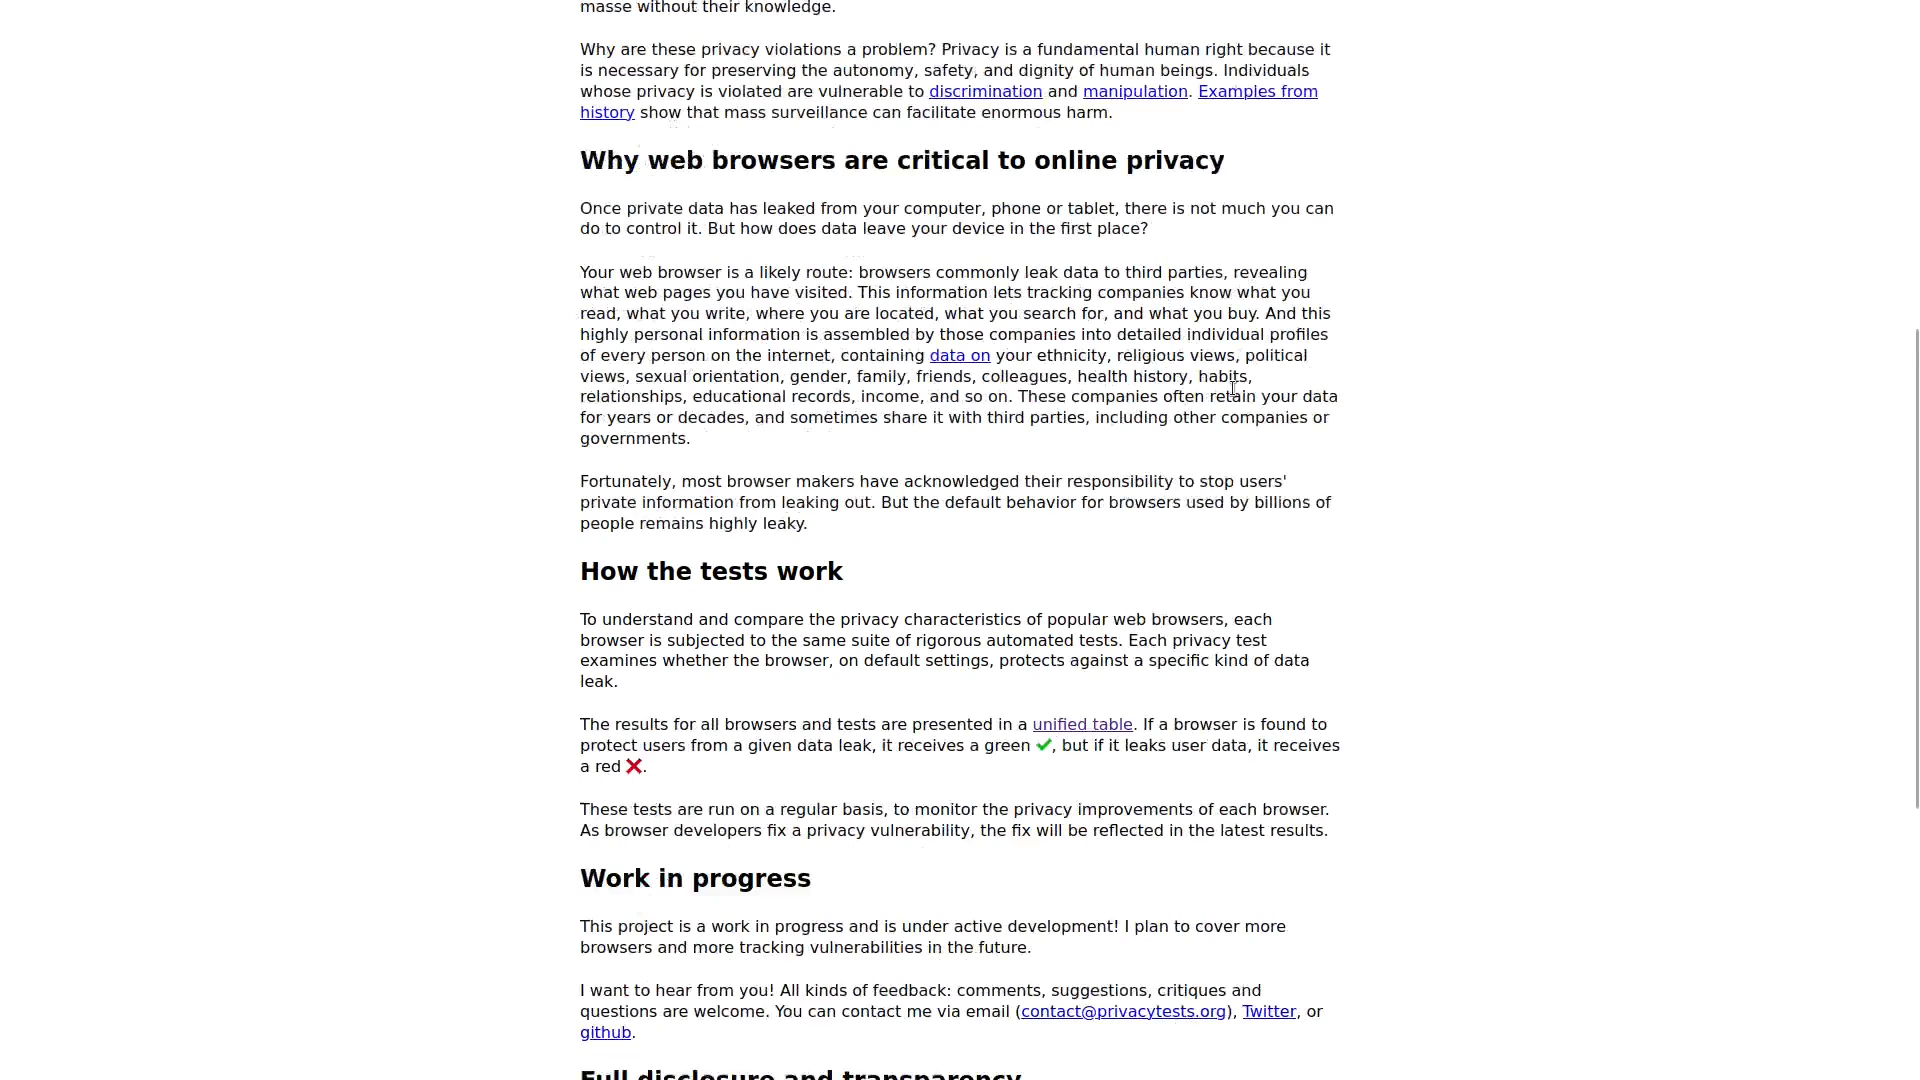 masse without their knowledge.
Why are these privacy violations a problem? Privacy is a fundamental human right because it
is necessary for preserving the autonomy, safety, and dignity of human beings. Individuals
whose privacy is violated are vulnerable to discrimination and manipulation. Examples from
history show that mass surveillance can facilitate enormous harm.
Why web browsers are critical to online privacy
Once private data has leaked from your computer, phone or tablet, there is not much you can
do to control it. But how does data leave your device in the first place?
Your web browser is a likely route: browsers commonly leak data to third parties, revealing
what web pages you have visited. This information lets tracking companies know what you
read, what you write, where you are located, what you search for, and what you buy. And this
highly personal information is assembled by those companies into detailed individual profiles
of every person on the internet, containing data on your ethnicity, religious views, political
views, sexual orientation, gender, family, friends, colleagues, health history, habits,
relationships, educational records, income, and so on. These companies often retain your data
for years or decades, and sometimes share it with third parties, including other companies or
governments.
Fortunately, most browser makers have acknowledged their responsibility to stop users'
private information from leaking out. But the default behavior for browsers used by billions of
people remains highly leaky.
How the tests work
To understand and compare the privacy characteristics of popular web browsers, each
browser is subjected to the same suite of rigorous automated tests. Each privacy test
examines whether the browser, on default settings, protects against a specific kind of data
leak.
The results for all browsers and tests are presented in a unified table. If a browser is found to
protect users from a given data leak, it receives a green ✔, but if it leaks user data, it receives
a red ❌.
These tests are run on a regular basis, to monitor the privacy improvements of each browser.
As browser developers fix a privacy vulnerability, the fix will be reflected in the latest results.
Work in progress
This project is a work in progress and is under active development! I plan to cover more
browsers and more tracking vulnerabilities in the future.
I want to hear from you! All kinds of feedback: comments, suggestions, critiques and
questions are welcome. You can contact me via email (contact@privacytests.org), Twitter, or
github.
Full disclosure and transparency